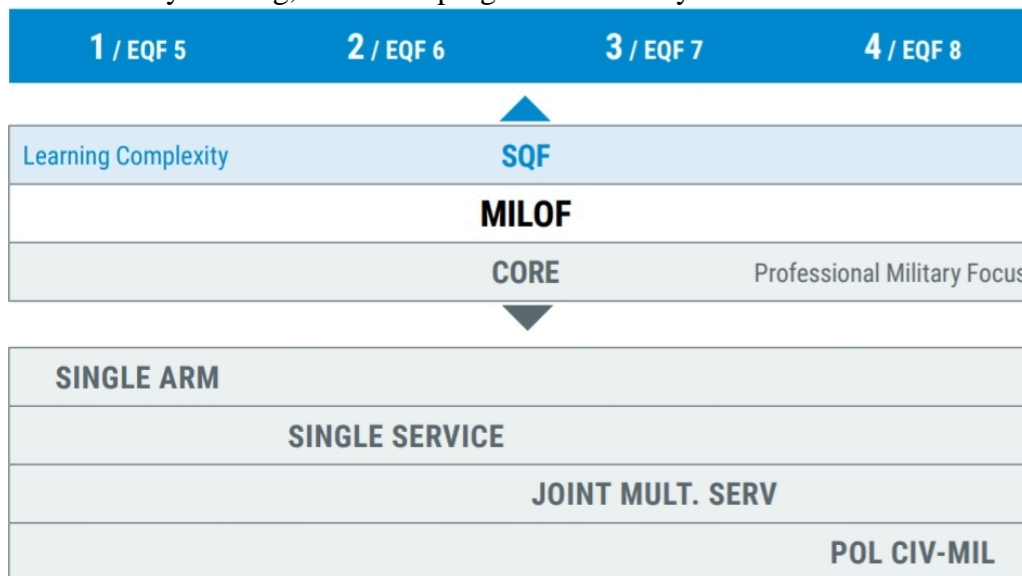 1 / EQF 5 2 / EQF 6 3 / EQF 7 4 / EQF 8
Learning Complexity SQF
MILOF
CORE Professional Military Focus
SINGLE ARM
SINGLE SERVICE
JOINT MULT. SERV
POL CIV-MIL